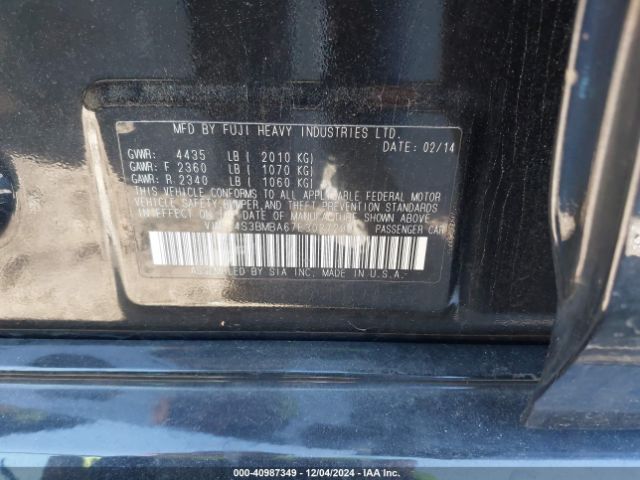 MFD BY FUJI HEAVY INDUSTRIES LTD.
DATE: 02/14
GVWR: 4435 LB ( 2010 KG)
GAWR: F 2360 LB ( 1070 KG)
GAWR: R 2340 LB ( 1060 KG)
THIS VEHICLE CONFORMS TO ALL APPLICABLE FEDERAL MOTOR
VEHICLE SAFETY BUMPER, AND THEFT PREVENTION STANDARDS
IN EFFECT ON THE DATE OF MANUFACTURE SHOWN ABOVE.
PASSENGER CAR
ASSEMBLED BY SIA INC. MADE IN U.S.A.
00-40987349 - 12/04/2024 - IAA Inc.